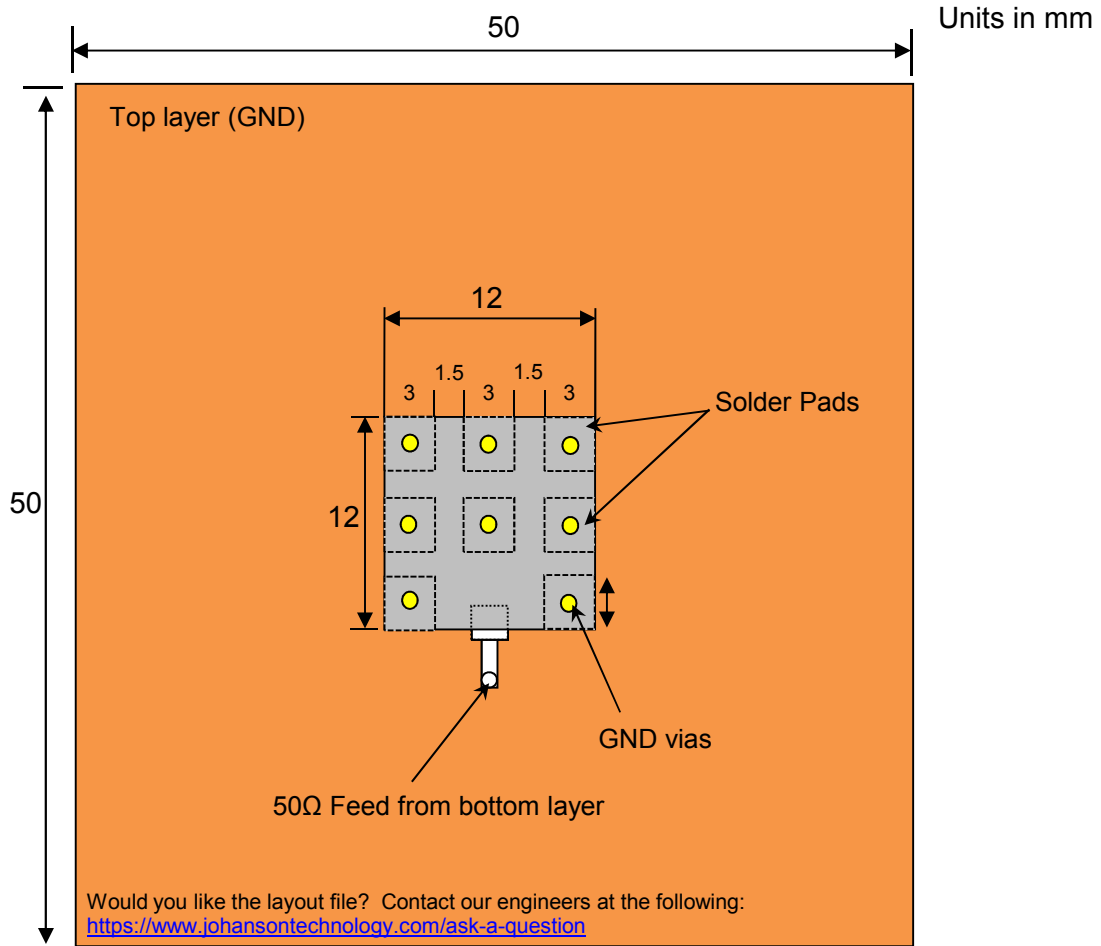 Units in mm
50
Top layer (GND)
12
1.5 1.5
3 3 3
Solder Pads
50
12
GND vias
50Ω Feed from bottom layer
Would you like the layout file? Contact our engineers at the following:
https://www.johansontechnology.com/ask-a-question